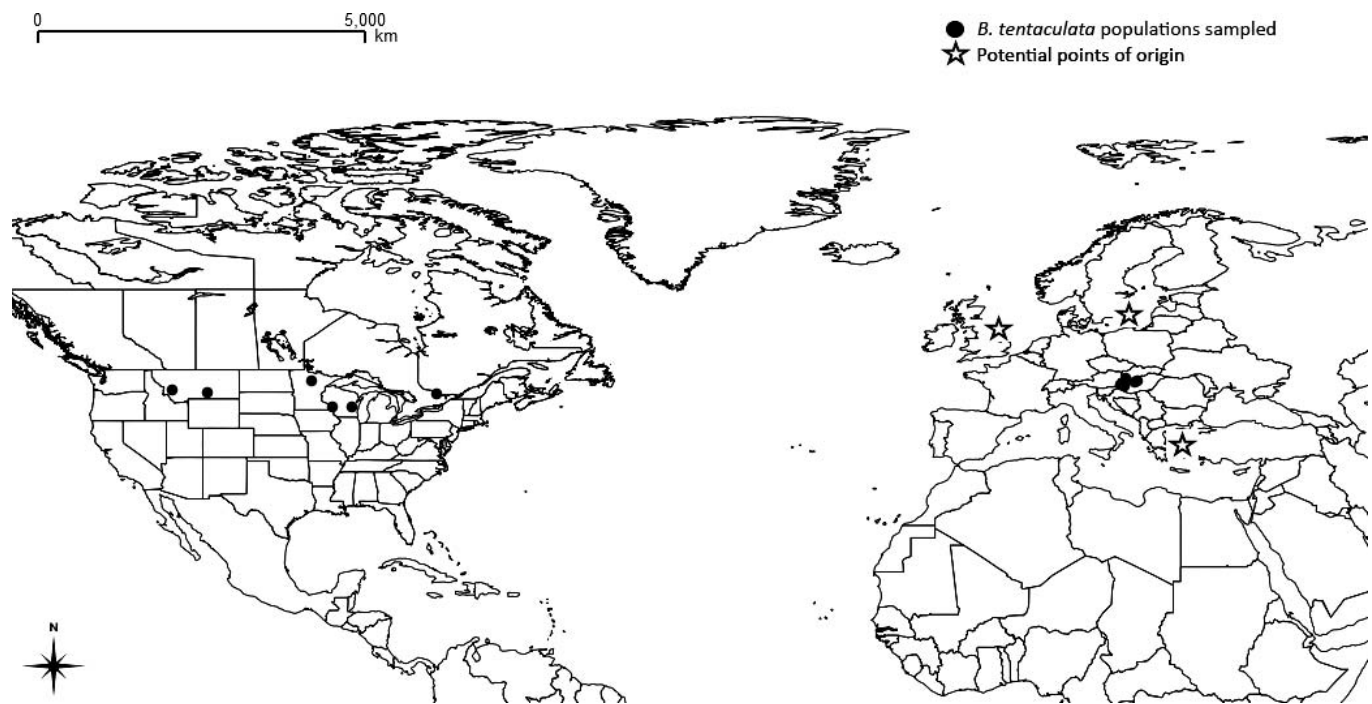 0 5,000
km
B. tentaculata populations sampled
Potential points of origin
N